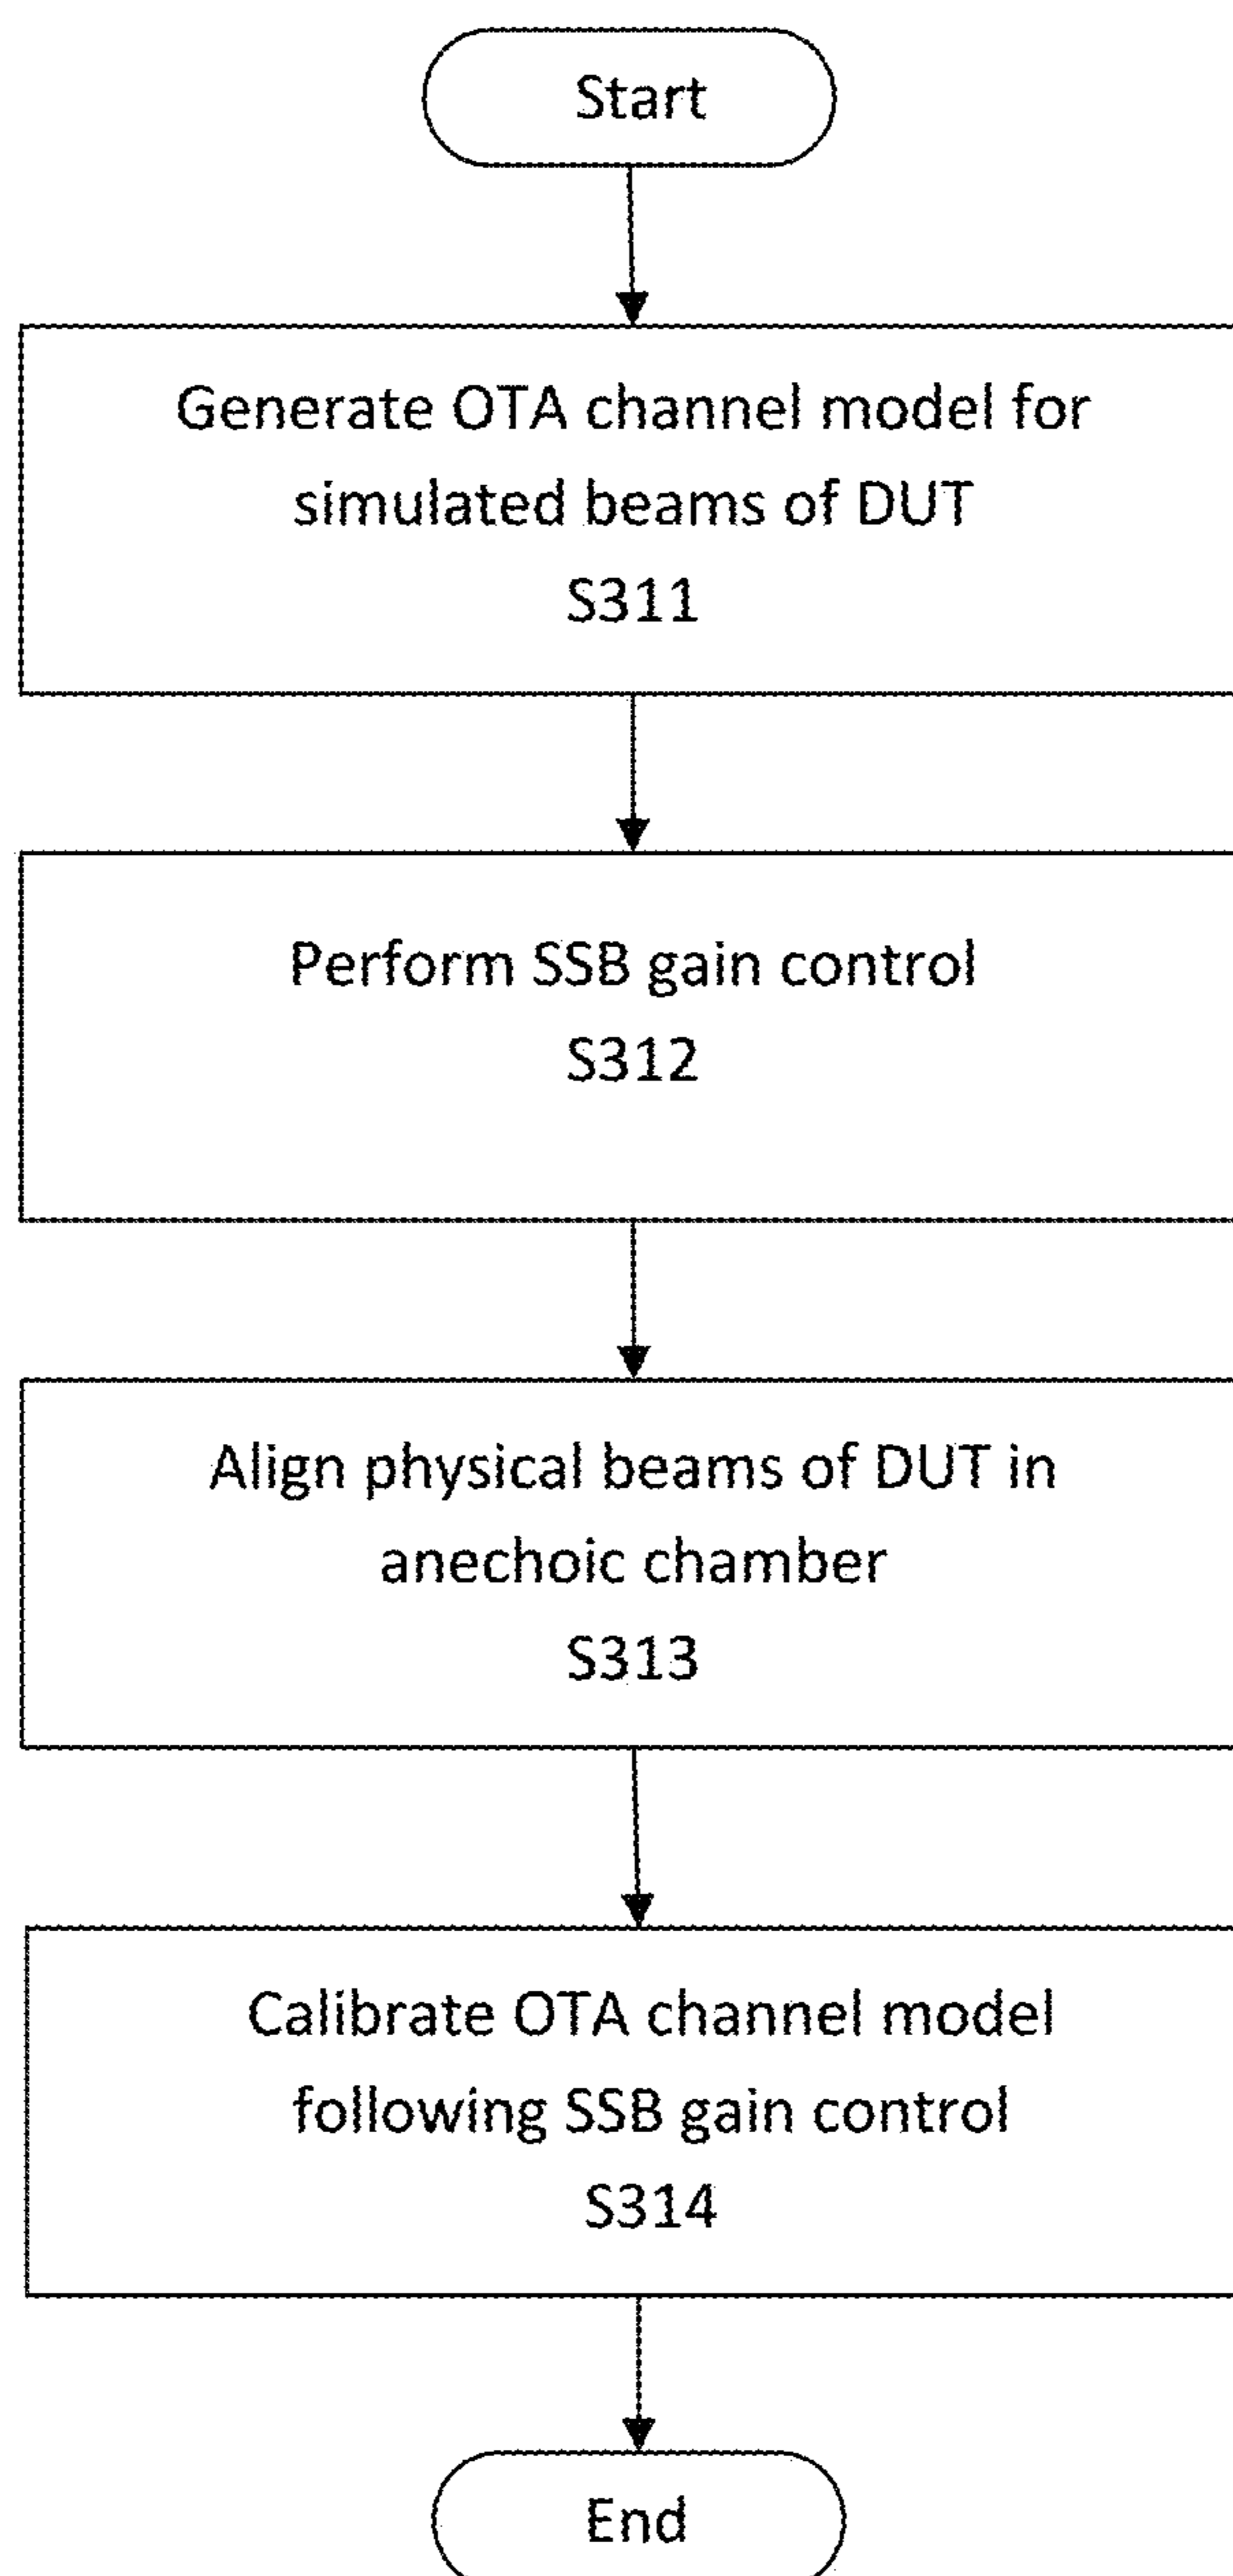 Start
Generate OTA channel model for
simulated beams of DUT
S311
Perform SSB gain control
S312
Align physical beams of DUT in
anechoic chamber
S313
Calibrate OTA channel model
following SSB gain control
S314
End